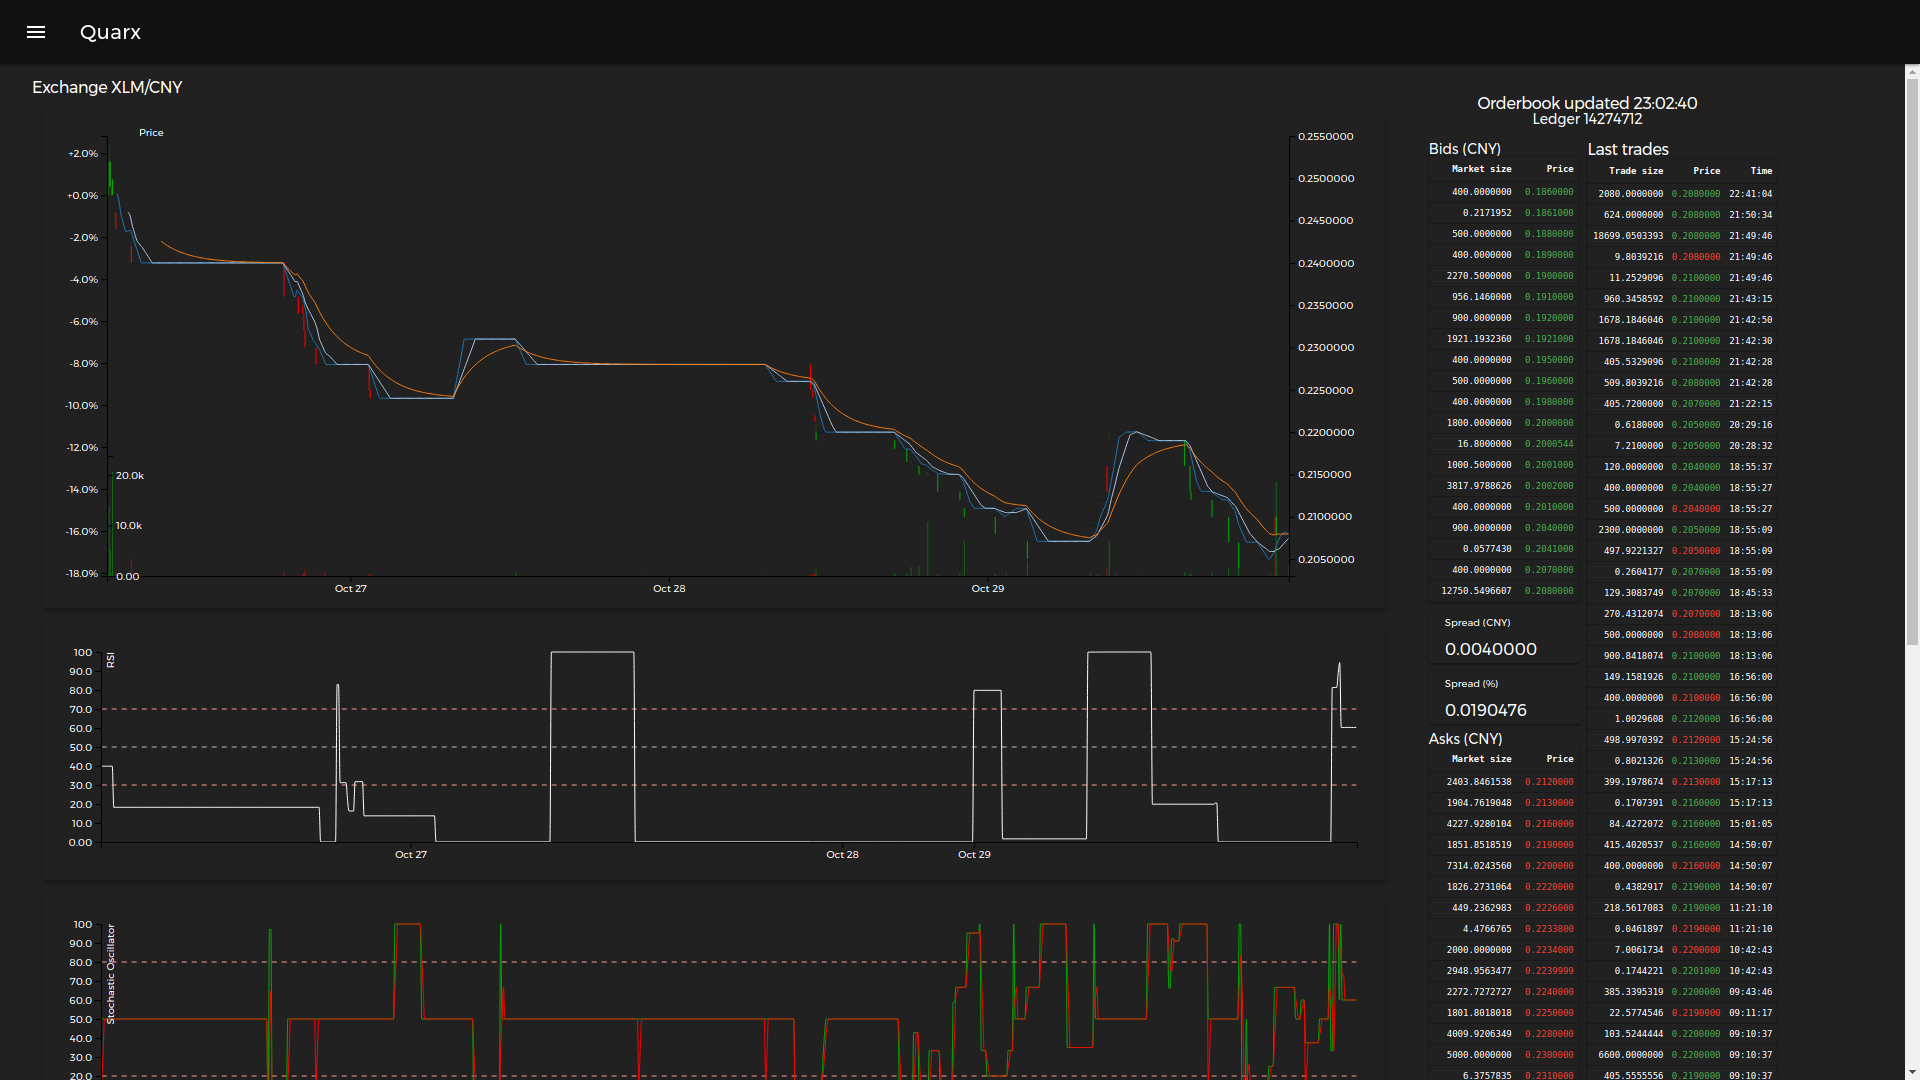 Quarx
Exchange XLM/CNY
Price
+2.0%
+0.0%
-2.0%
-4.0%
-6.0%
-8.0%
-10.0%
-12.0%
-14.0%
-16.0%
-18.0%
20.0k
10.0k
0.00
0.2550000
0.2500000
0.2450000
0.2400000
0.2350000
0.2300000
0.2250000
0.2200000
0.2150000
0.2100000
0.2050000
Oct 27 Oct 28 Oct 29
RSI
100
90.0
80.0
70.0
60.0
50.0
40.0
30.0
20.0
10.0
0.00
Oct 27 Oct 28 Oct 29
Stochastic Oscillator
100
90.0
80.0
70.0
60.0
50.0
40.0
30.0
20.0
Orderbook updated 23:02:40
Ledger 14274712
Bids (CNY)
Market size Price
400.0000000 0.1860000
0.2171952 0.1861000
500.0000000 0.1880000
400.0000000 0.1890000
2270.5000000 0.1900000
956.1460000 0.1910000
900.0000000 0.1920000
1921.1932360 0.1921000
400.0000000 0.1950000
500.0000000 0.1960000
400.0000000 0.1980000
1800.0000000 0.2000000
16.8000000 0.2000544
1000.5000000 0.2001000
3817.9788626 0.2002000
400.0000000 0.2010000
900.0000000 0.2040000
0.0577430 0.2041000
400.0000000 0.2070000
12750.5496607 0.2080000
Spread (CNY)
0.0040000
Spread (%)
0.0190476
Asks (CNY)
Market size Price
2403.8461538 0.2120000
1904.7619048 0.2130000
4227.9280104 0.2160000
1851.8518519 0.2190000
7314.0243560 0.2200000
1826.2731064 0.2220000
449.2362983 0.2226000
4.4766765 0.2233800
2000.0000000 0.2234000
2948.9563477 0.2239999
2272.7272727 0.2240000
1801.8018018 0.2250000
4009.9206349 0.2280000
5000.0000000 0.2300000
6.3757835 0.2310000
Last trades
Trade size Price Time
2080.0000000 0.2080000 22:41:04
624.0000000 0.2080000 21:50:34
18699.0503393 0.2080000 21:49:46
9.8039216 0.2080000 21:49:46
11.2529096 0.2100000 21:49:46
960.3458592 0.2100000 21:43:15
1678.1846046 0.2100000 21:42:50
1678.1846046 0.2100000 21:42:30
405.5329096 0.2100000 21:42:28
509.8039216 0.2080000 21:42:28
405.7200000 0.2070000 21:22:15
0.6180000 0.2050000 20:29:16
7.2100000 0.2050000 20:28:32
120.0000000 0.2040000 18:55:37
400.0000000 0.2040000 18:55:27
500.0000000 0.2040000 18:55:27
2300.0000000 0.2050000 18:55:09
497.9221327 0.2050000 18:55:09
0.2604177 0.2070000 18:55:09
129.3083749 0.2070000 18:45:33
270.4312074 0.2070000 18:13:06
500.0000000 0.2080000 18:13:06
900.8418074 0.2100000 18:13:06
149.1581926 0.2100000 16:56:00
400.0000000 0.2100000 16:56:00
1.0029608 0.2120000 16:56:00
498.9970392 0.2120000 15:24:56
0.8021326 0.2130000 15:24:56
399.1978674 0.2130000 15:17:13
0.1707391 0.2160000 15:17:13
84.4272072 0.2160000 15:01:05
415.4020537 0.2160000 14:50:07
400.0000000 0.2160000 14:50:07
0.4382917 0.2190000 14:50:07
218.5617083 0.2190000 11:21:10
0.0461897 0.2190000 11:21:10
7.0061734 0.2200000 10:42:43
0.1744221 0.2201000 10:42:43
385.3395319 0.2200000 09:43:46
22.5774546 0.2190000 09:11:17
103.5244444 0.2200000 09:10:37
6600.0000000 0.2200000 09:10:37
405.5555556 0.2190000 09:10:37